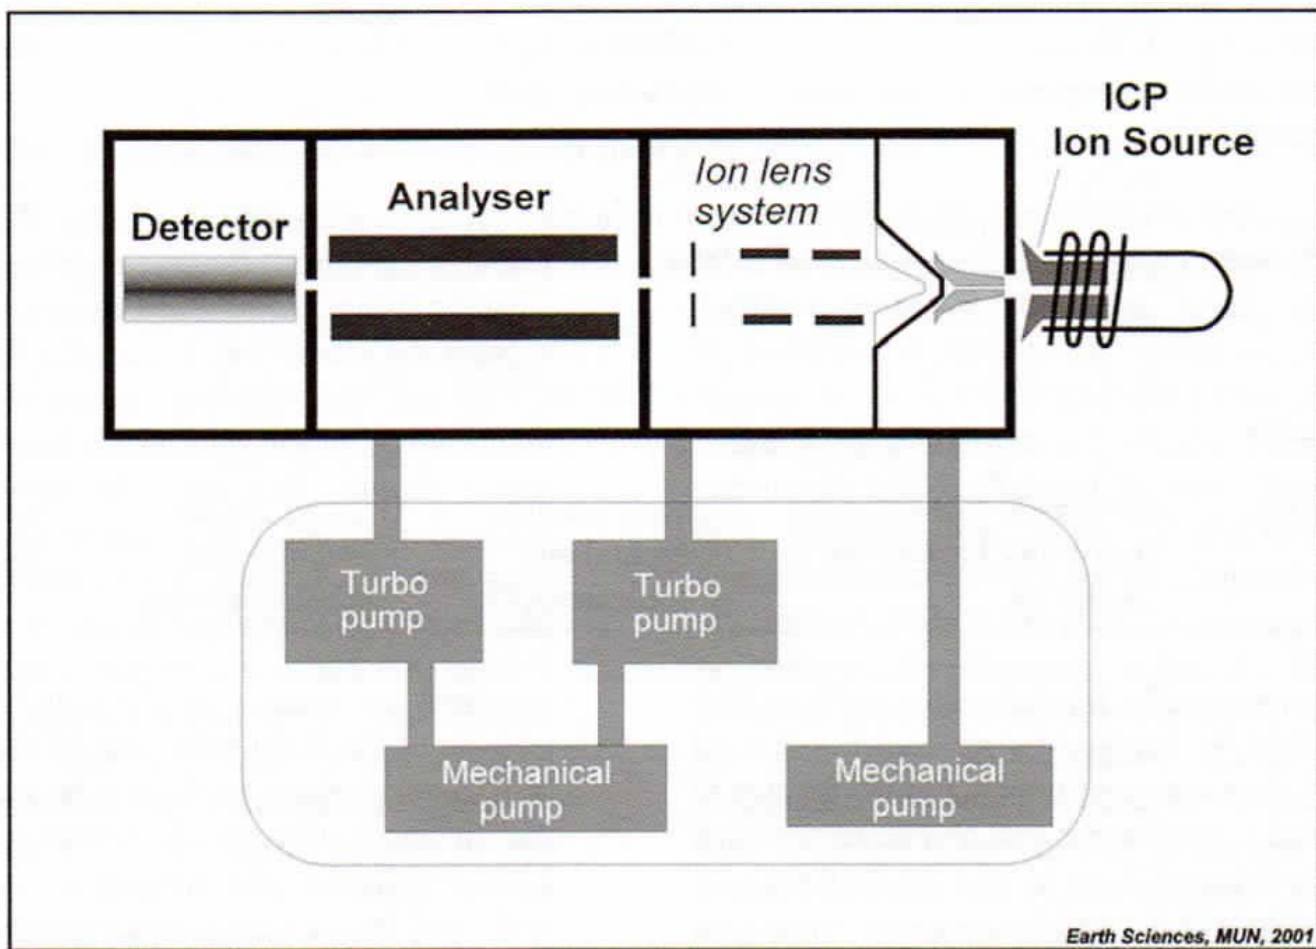 ICP
Ion Source
Ion lens
system
Analyser
Detector
Turbo
pump
Turbo
pump
Mechanical
pump
Mechanical
pump
Earth Sciences, MUN, 2001